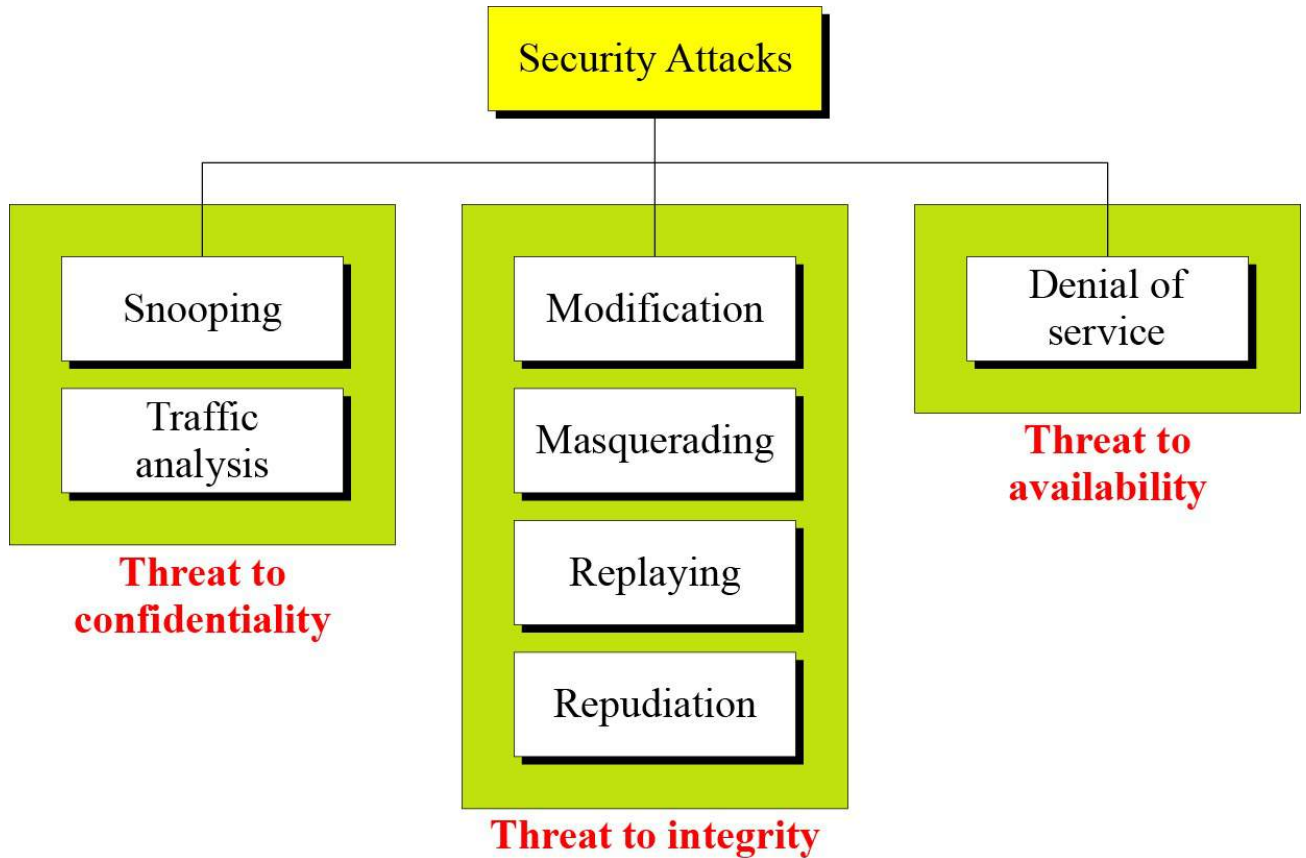 Security Attacks
Snooping
Traffic
analysis
Threat to
confidentiality
Modification
Masquerading
Replaying
Repudiation
Threat to integrity
Denial of
service
Threat to
availability